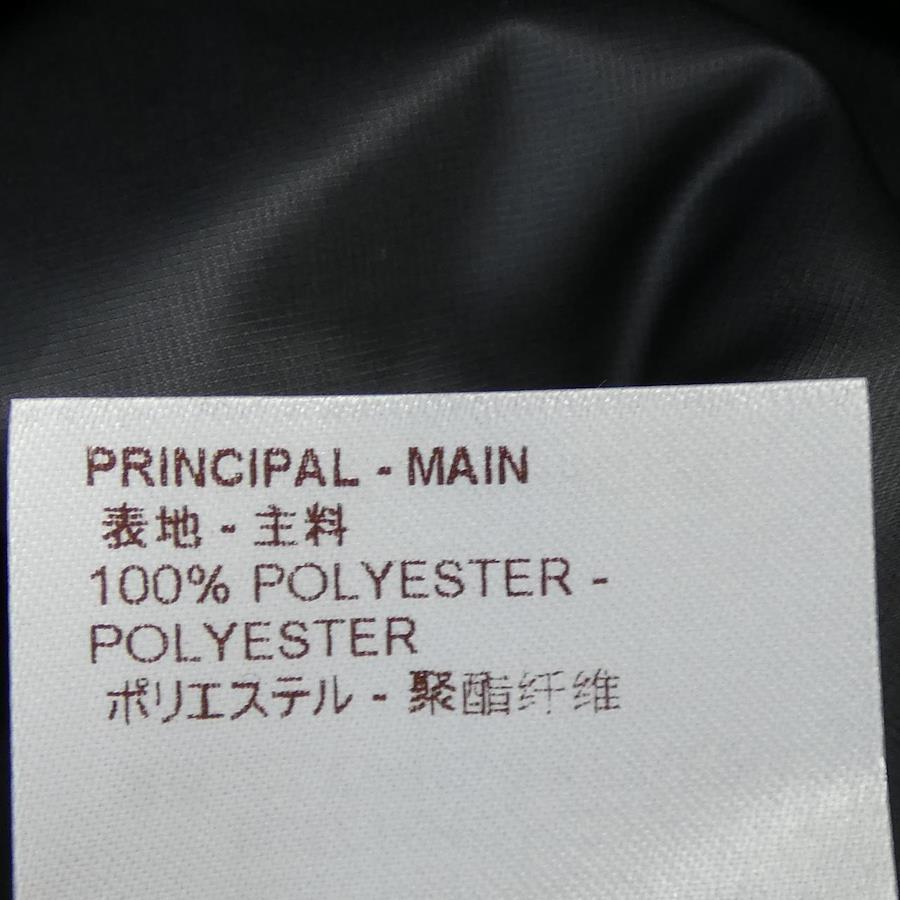 PRINCIPAL - MAIN
表地 - 主料
100% POLYESTER -
POLYESTER
ポリエステル - 聚酯纤维